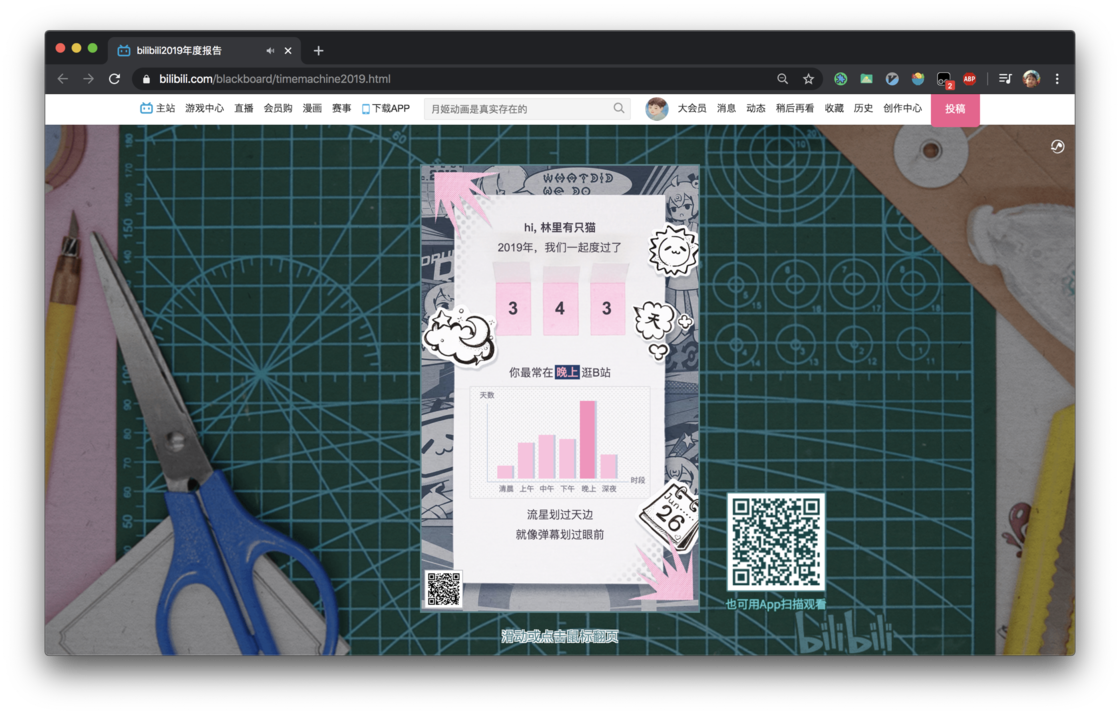 bilibili2019年度报告
bilibili.com/blackboard/timemachine2019.html
2
ABP
主站 游戏中心 直播 会员购 漫画 赛事 下载APP
月姬动画是真实存在的
大会员 消息 动态 稍后再看 收藏 历史 创作中心 投稿
WHAT DID
WE DO
hi, 林里有只猫
2019年，我们一起度过了
3 4 3
天
你最常在 晚上 逛B站
天数
清晨 上午 中午 下午 晚上 深夜
时段
Jun
26
流星划过天边
就像弹幕划过眼前
也可用App扫描观看
bilibili
滑动或点击鼠标翻页